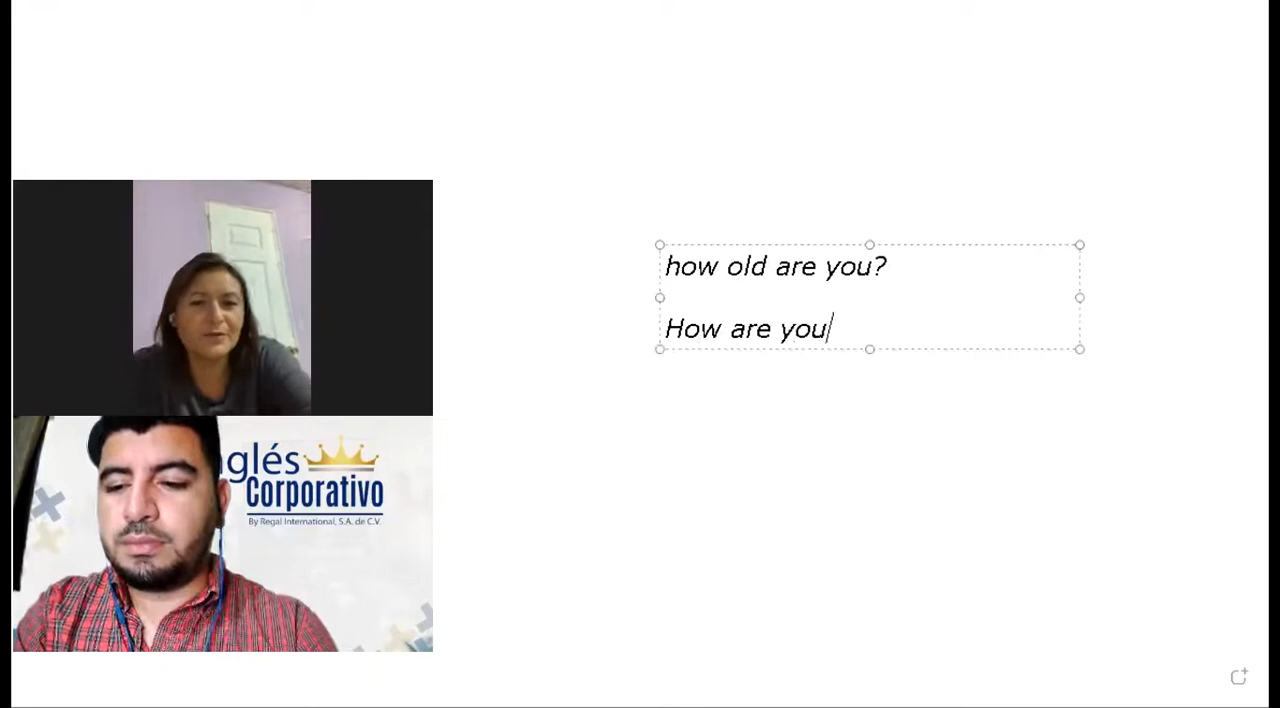 how old are you?
How are you
glés
Corporativo
By Regal International, S.A. de C.V.